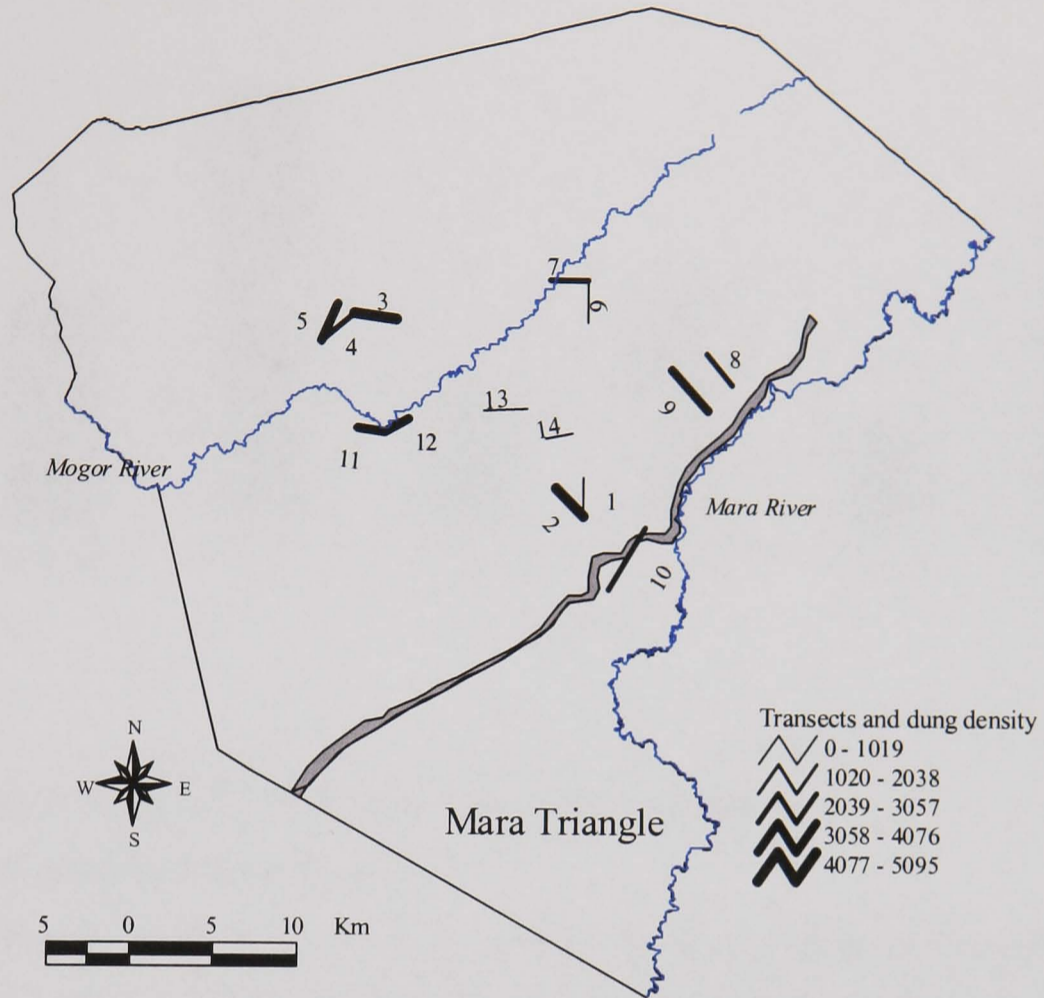 7
6
5
3
4
8
9
13
14
12
11
Mogor River
1
2
Mara River
10
Transects and dung density
0 - 1019
1020 - 2038
2039 - 3057
3058 - 4076
4077 - 5095
N
W E
S
Mara Triangle
5 0 5 10 Km